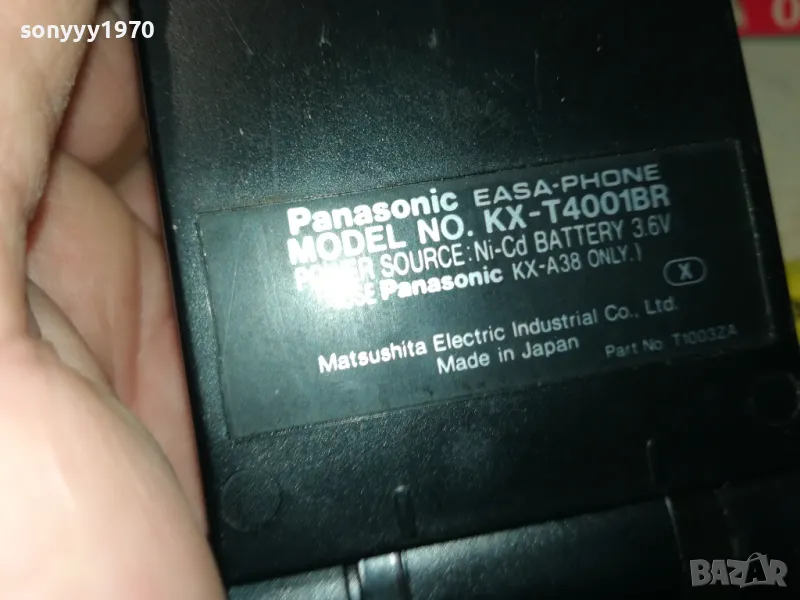 sonyyy1970
Panasonic EASA-PHONE
MODEL NO. KX-T4001BR
POWER SOURCE: Ni-Cd BATTERY 3.6V
Panasonic KX-A38 ONLY.)
X
Matsushita Electric Industrial Co., Ltd.
Made in Japan Part No T1003ZA
BAZAR